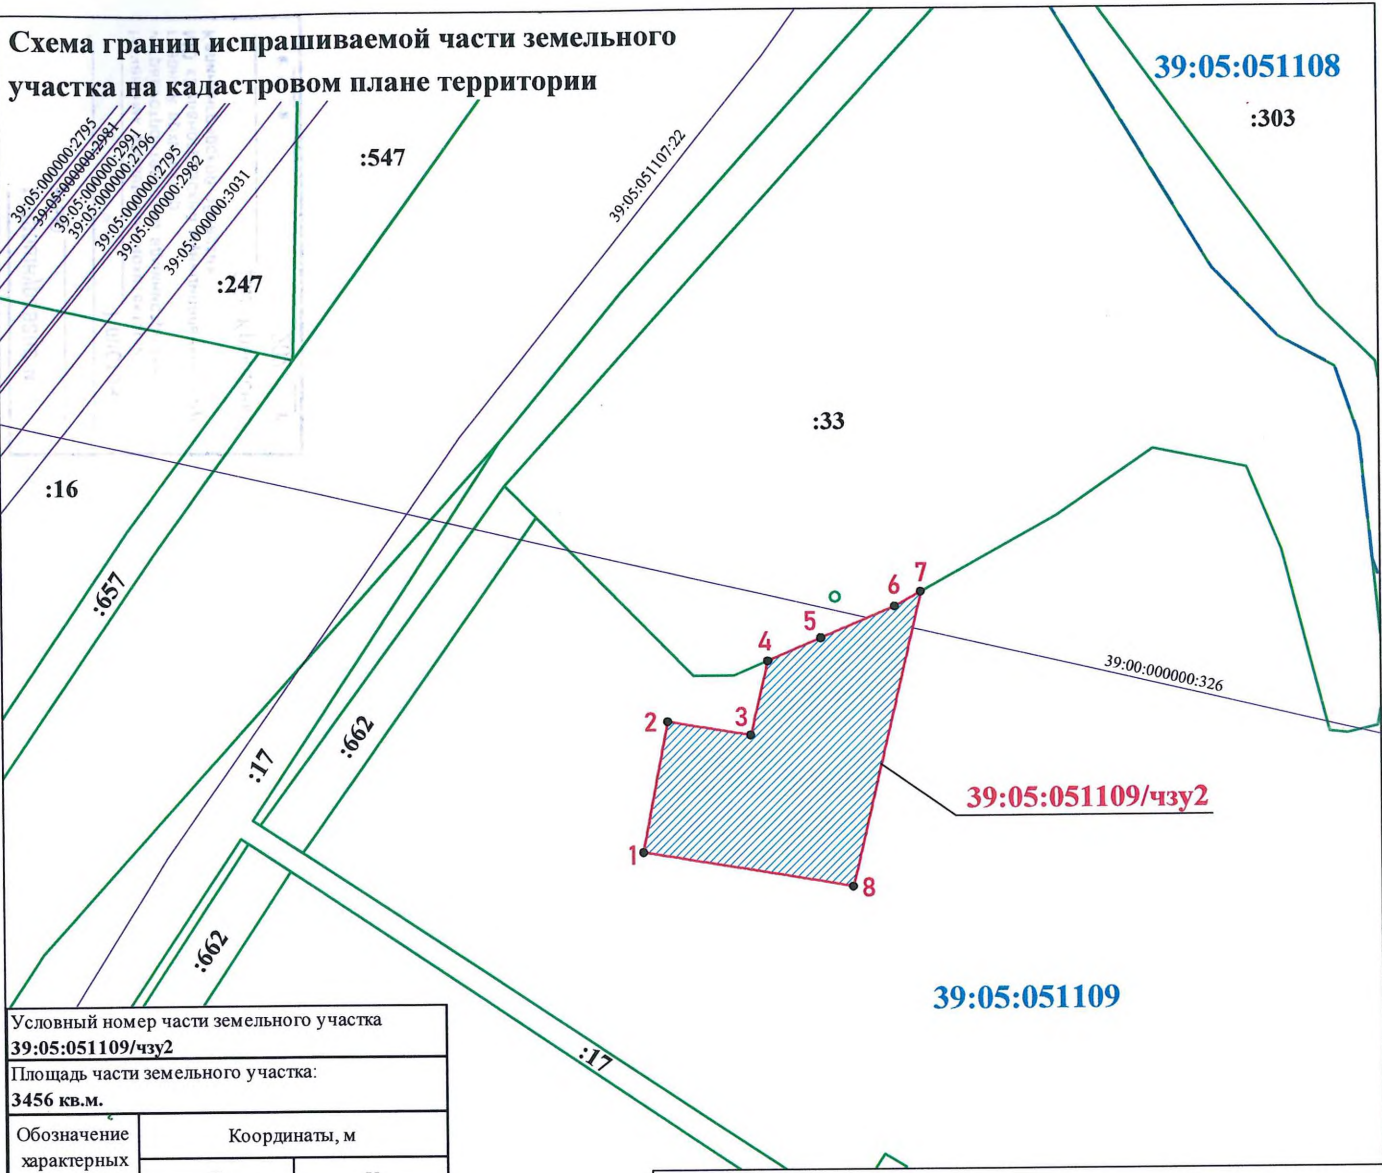 Схема границ испрашиваемой части земельного
участка на кадастровом плане территории
39:05:051108
:303
39:05:000000:2795
39:05:000000:2981
39:05:000000:2991
39:05:000000:2796
39:05:000000:2795
39:05:000000:2982
39:05:000000:3031
:547
39:05:051107:22
:247
:33
:16
:657
7
6
5
4
39:00:000000:326
2
3
:662
:17
39:05:051109/чзу2
1
8
:662
39:05:051109
:17
Условный номер части земельного участка
39:05:051109/чзу2
Площадь части земельного участка:
3456 кв.м.
Обозначение
характерных
Координаты, м